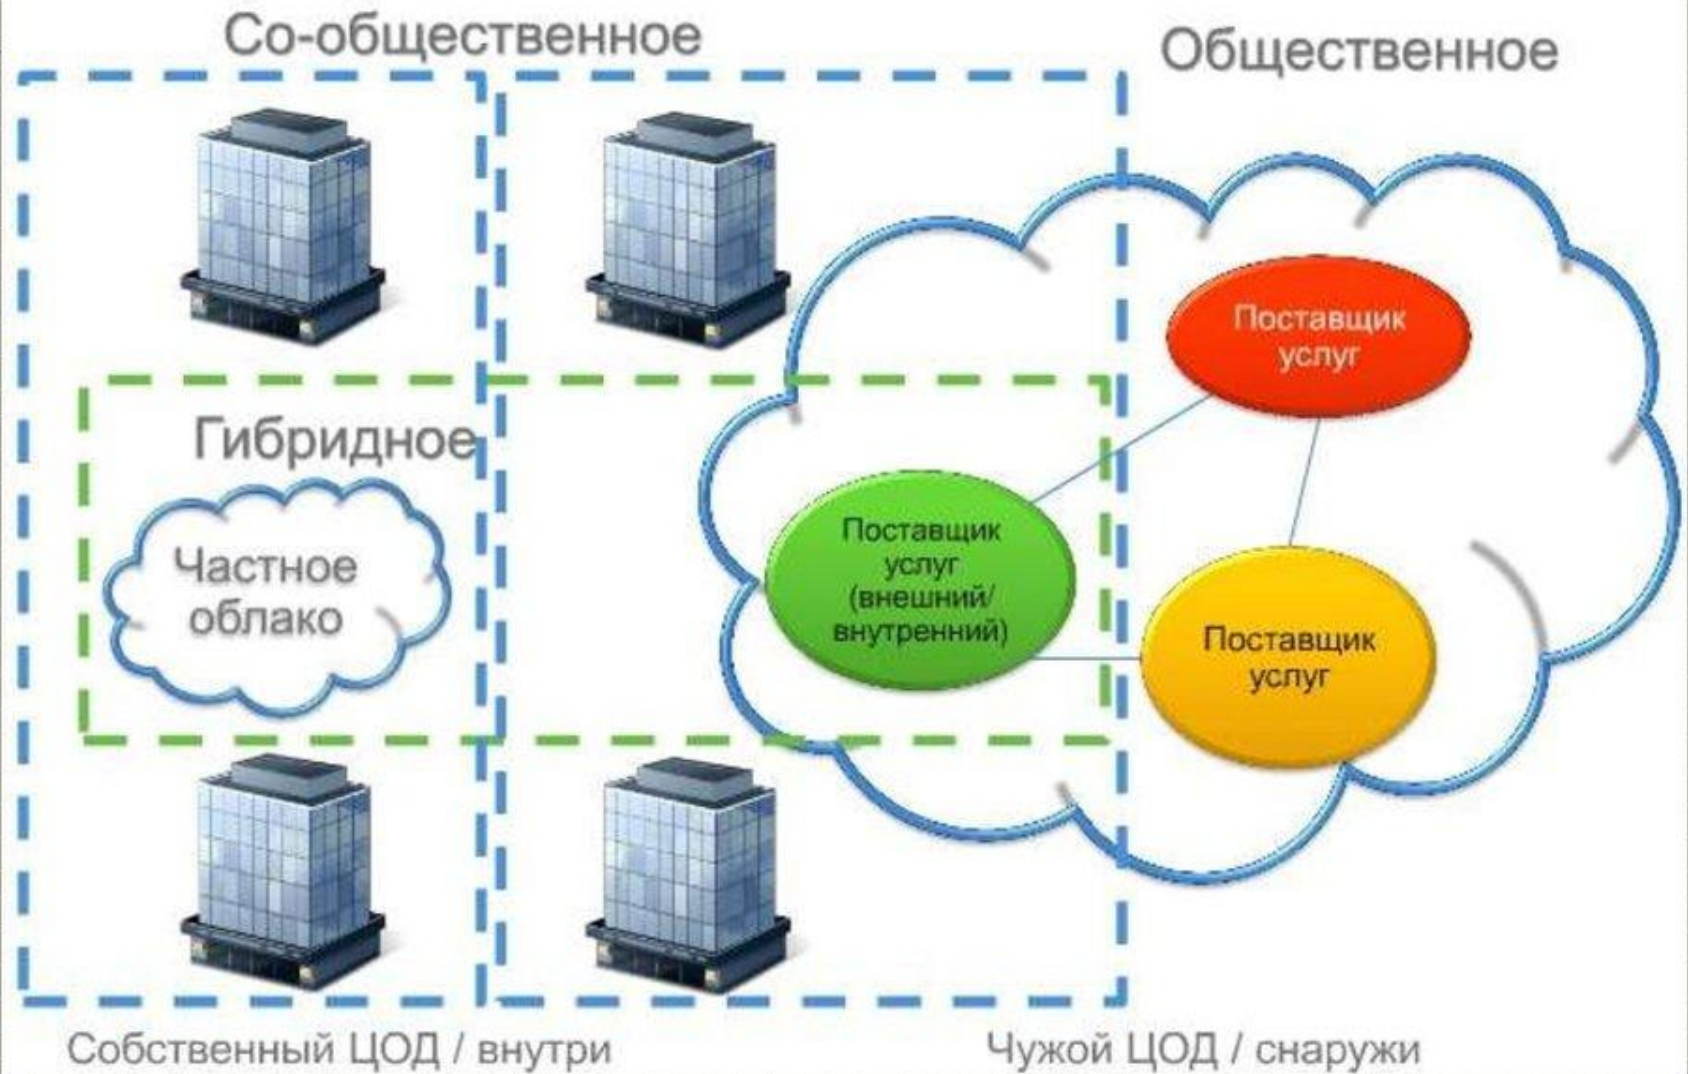 Со-общественное
Общественное
Поставщик
услуг
Гибридное
Частное
облако
Поставщик
услуг
(внешний/
внутренний)
Поставщик
услуг
Собственный ЦОД / внутри
Чужой ЦОД / снаружи